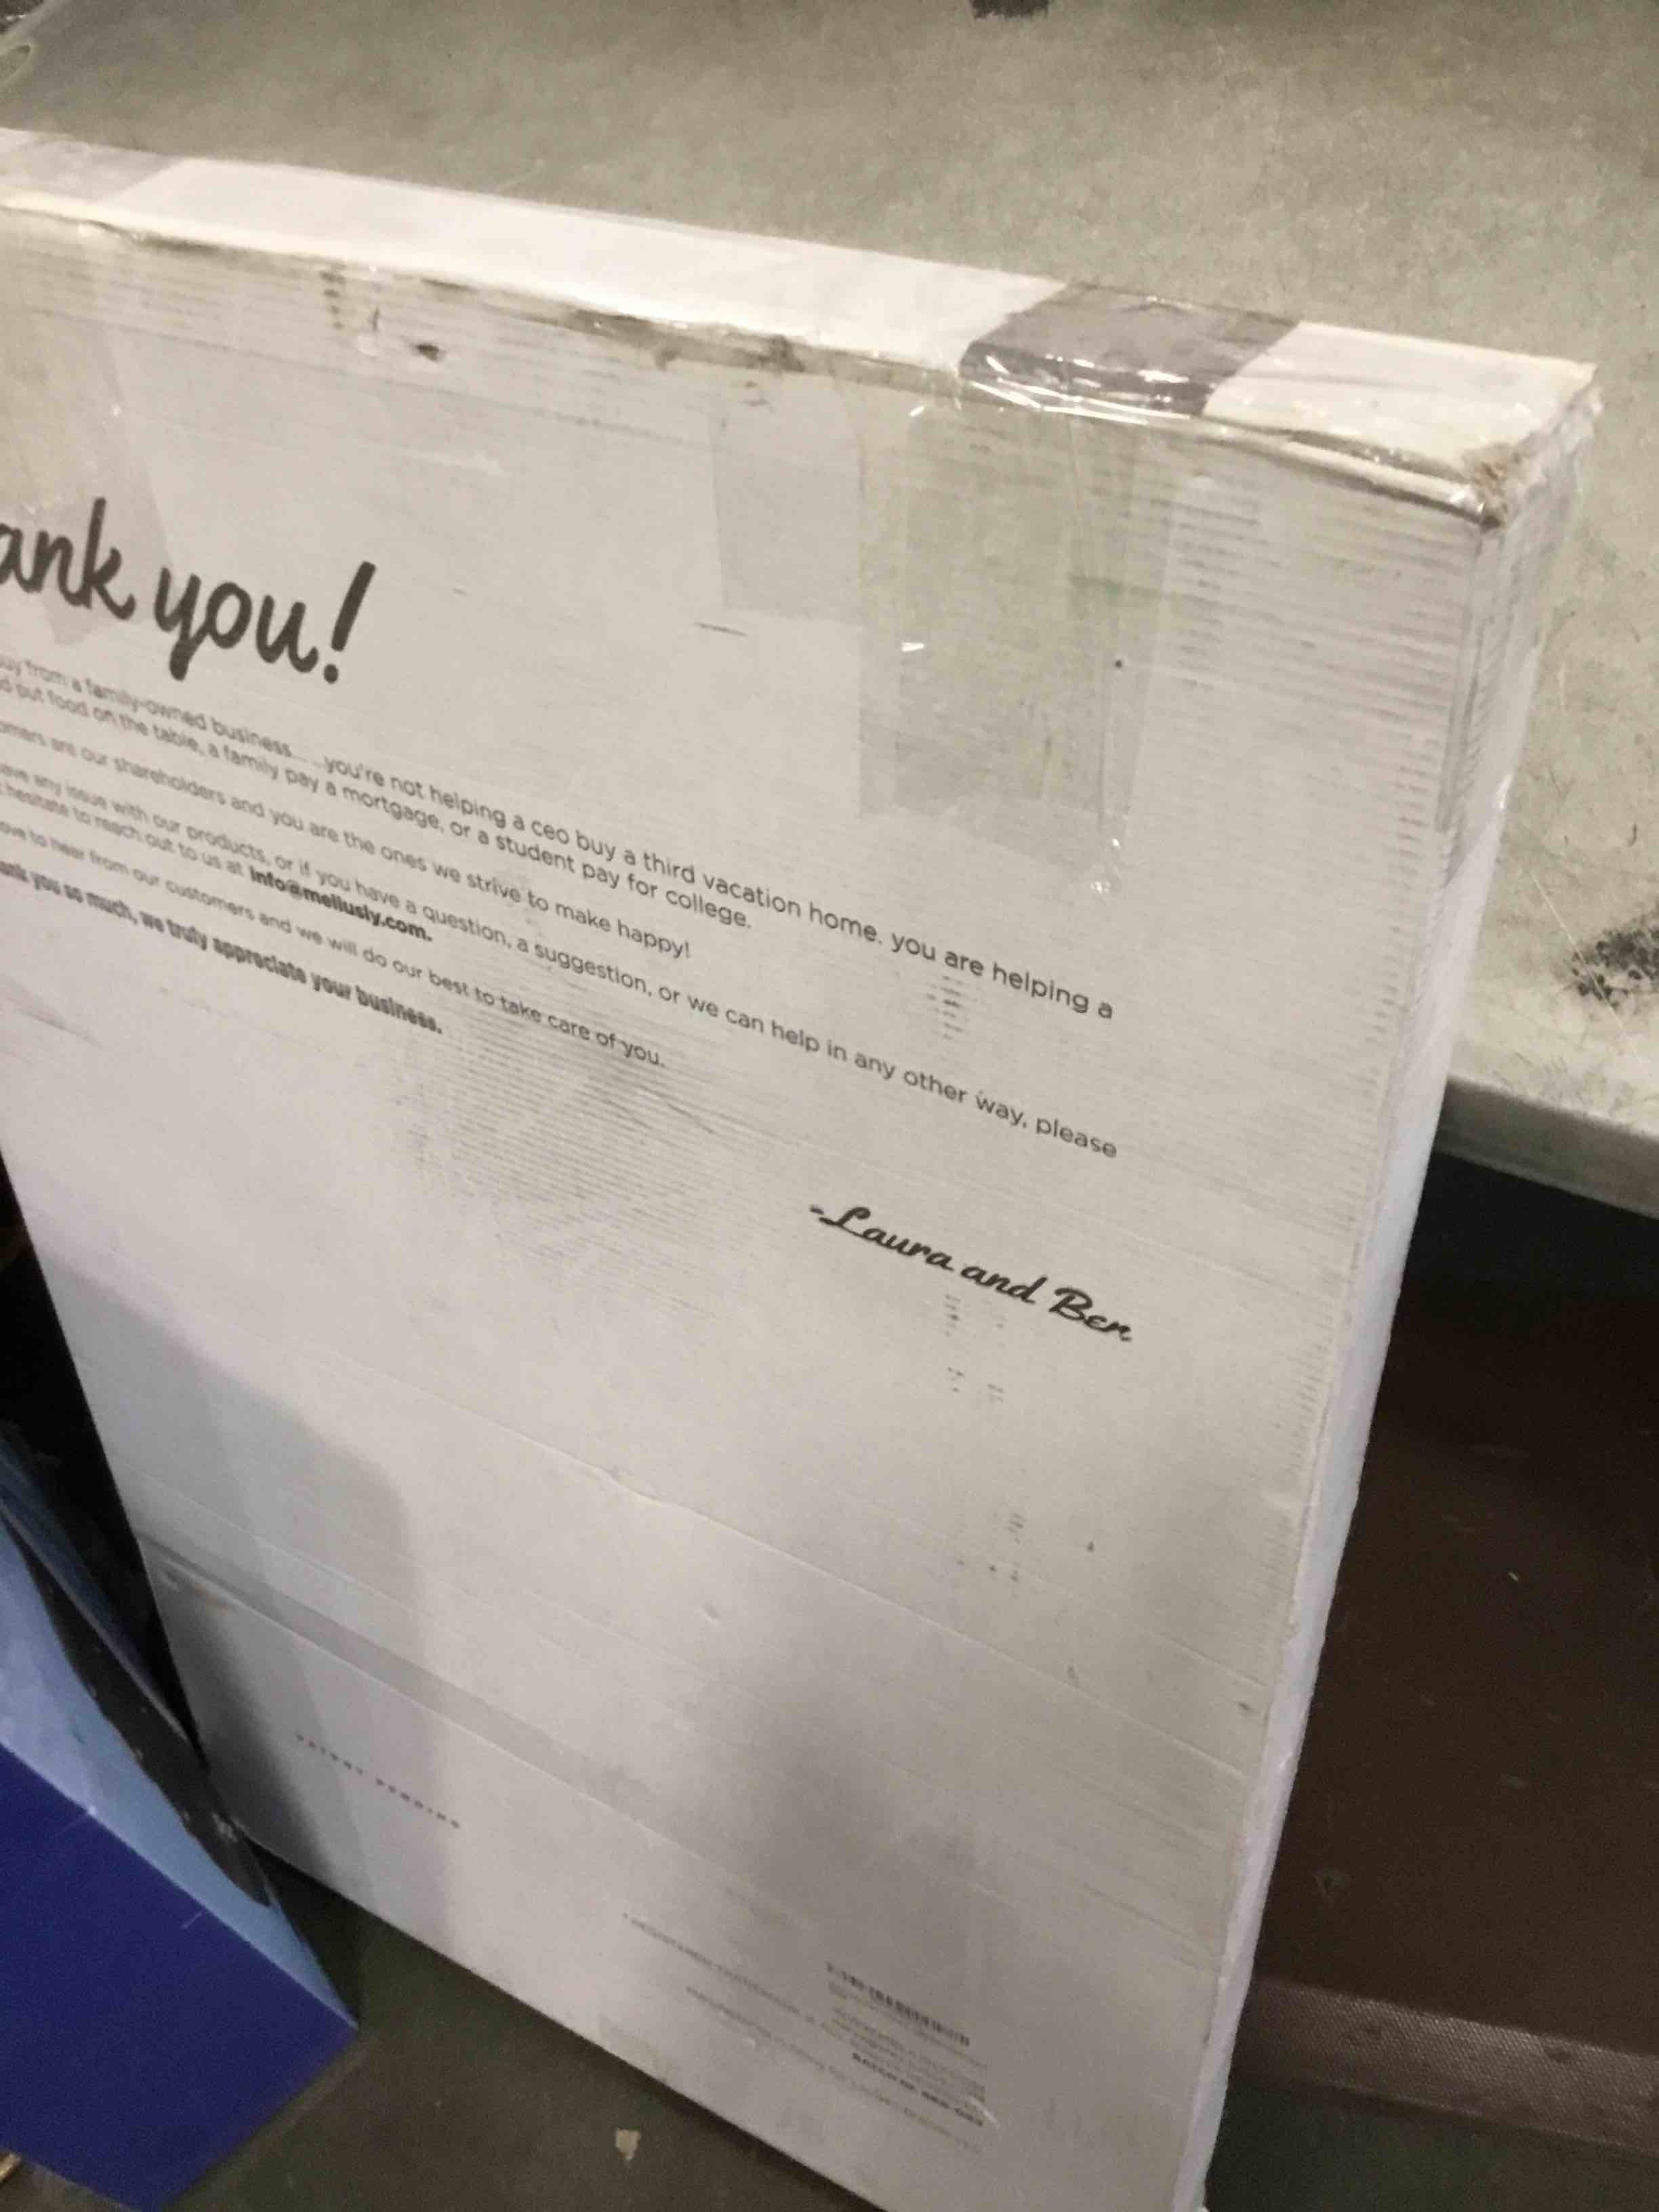 ank you!
uy from a family-owned business... you're not helping a ceo buy a third vacation home. you are helping a
d put food on the table, a family pay a mortgage, or a student pay for college.
omers are our shareholders and you are the ones we strive to make happy!
ave any issue with our products, or if you have a question, a suggestion, or we can help in any other way, please
t hesitate to reach out to us at info@mellusly.com.
ove to hear from our customers and we will do our best to take care of you.
ank you so much, we truly appreciate your business.
-Laura and Ben
PATENT PENDING